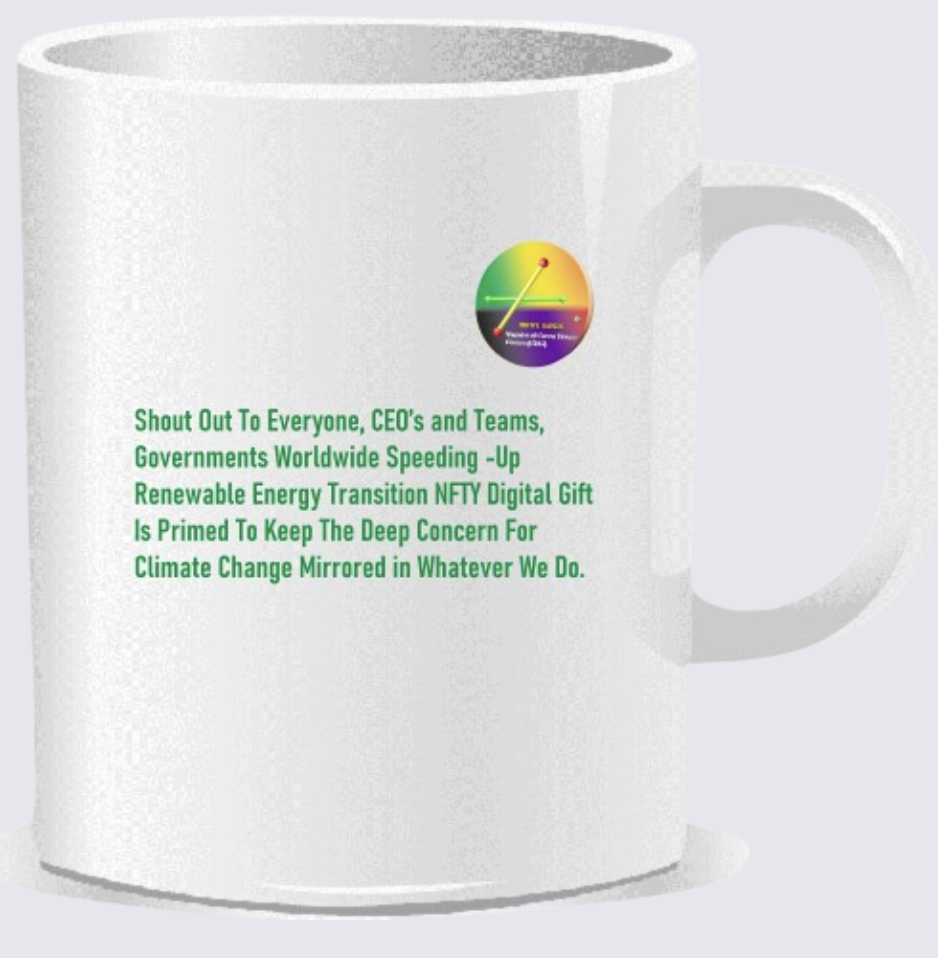 Shout Out To Everyone, CEO's and Teams,
Governments Worldwide Speeding -Up
Renewable Energy Transition NFTY Digital Gift
Is Primed To Keep The Deep Concern For
Climate Change Mirrored in Whatever We Do.